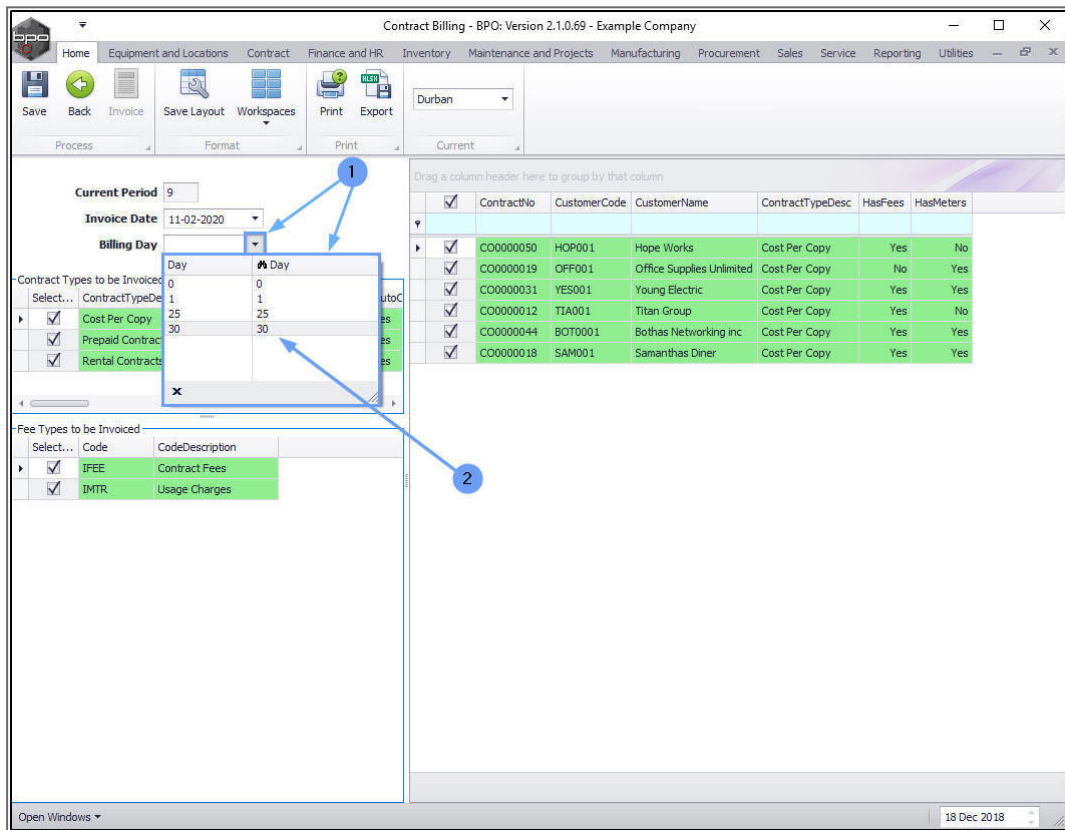 bpo
Contract Billing - BPO: Version 2.1.0.69 - Example Company
Home Equipment and Locations Contract Finance and HR Inventory Maintenance and Projects Manufacturing Procurement Sales Service Reporting Utilities
XLSX
Save Back Invoice Save Layout Workspaces Print Export
Durban
Process Format Print Current
1
Drag a column header here to group by that column
Current Period 9
Invoice Date 11-02-2020
Billing Day
Day Day
0 0
1 1
25 25
30 30
x
Contract Types to be Invoiced
Select... ContractTypeDe utoC
Cost Per Copy es
Prepaid Contrac es
Rental Contracts es
Fee Types to be Invoiced
Select... Code CodeDescription
IFEE Contract Fees
IMTR Usage Charges
2
ContractNo CustomerCode CustomerName ContractTypeDesc HasFees HasMeters
CO0000050 HOP001 Hope Works Cost Per Copy Yes No
CO0000019 OFF001 Office Supplies Unlimited Cost Per Copy No Yes
CO0000031 YES001 Young Electric Cost Per Copy Yes Yes
CO0000012 TIA001 Titan Group Cost Per Copy Yes No
CO0000044 BOT0001 Bothas Networking inc Cost Per Copy Yes Yes
CO0000018 SAM001 Samanthas Diner Cost Per Copy Yes Yes
Open Windows
18 Dec 2018